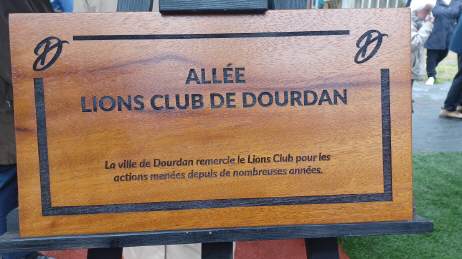 ALLÉE
LIONS CLUB DE DOURDAN
La ville de Dourdan remercie le Lions Club pour les
actions menées depuis de nombreuses années.